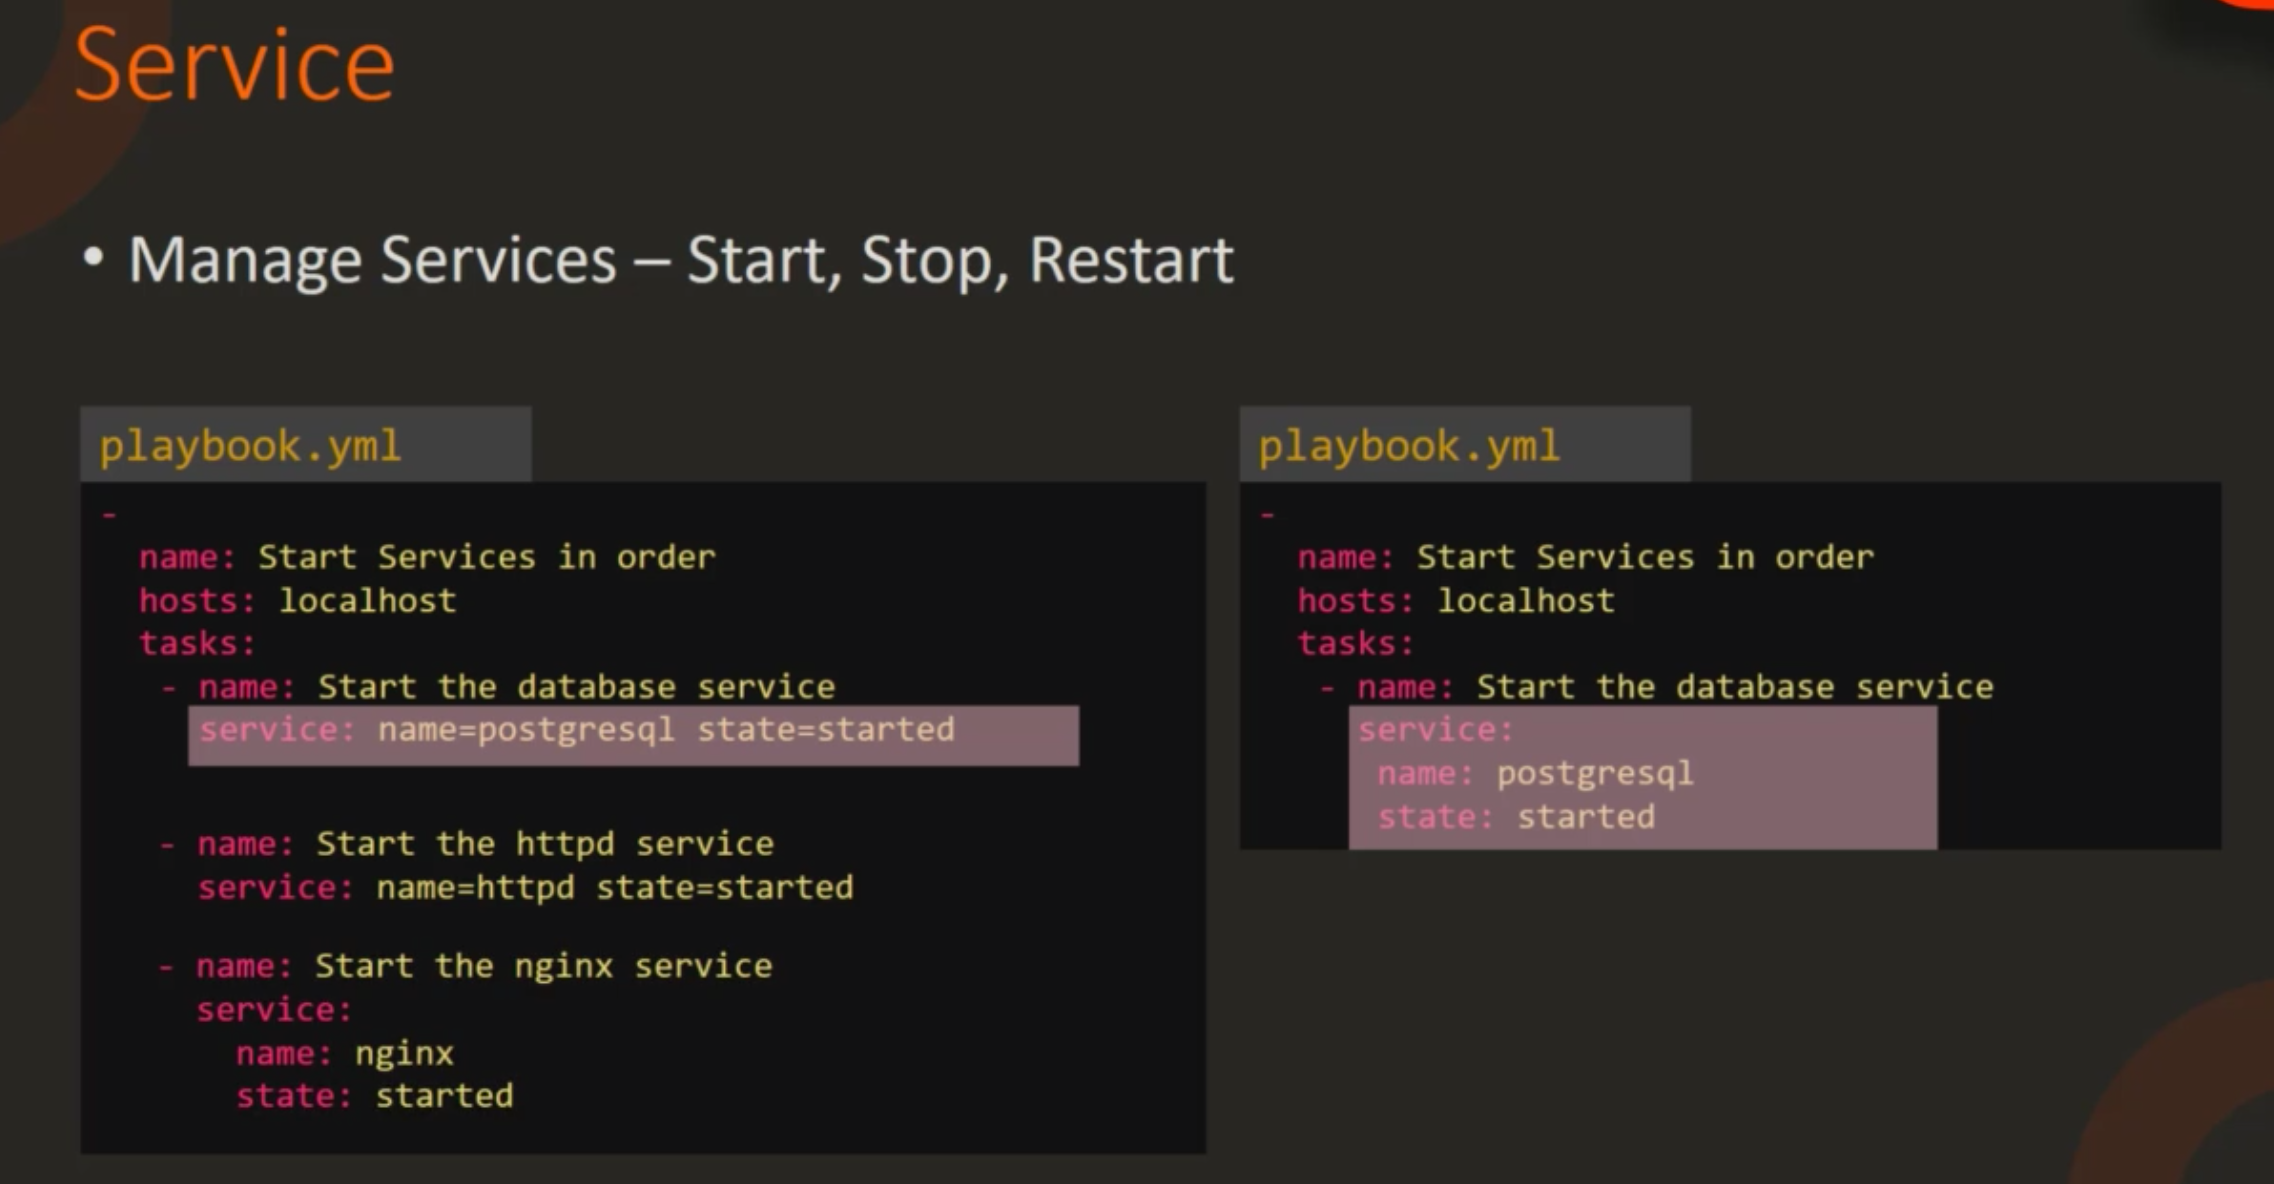 Service
• Manage Services – Start, Stop, Restart
playbook.yml
-
name: Start Services in order
hosts: localhost
tasks:
- name: Start the database service
service: name=postgresql state=started
- name: Start the httpd service
service: name=httpd state=started
- name: Start the nginx service
service:
name: nginx
state: started
playbook.yml
-
name: Start Services in order
hosts: localhost
tasks:
- name: Start the database service
service:
name: postgresql
state: started